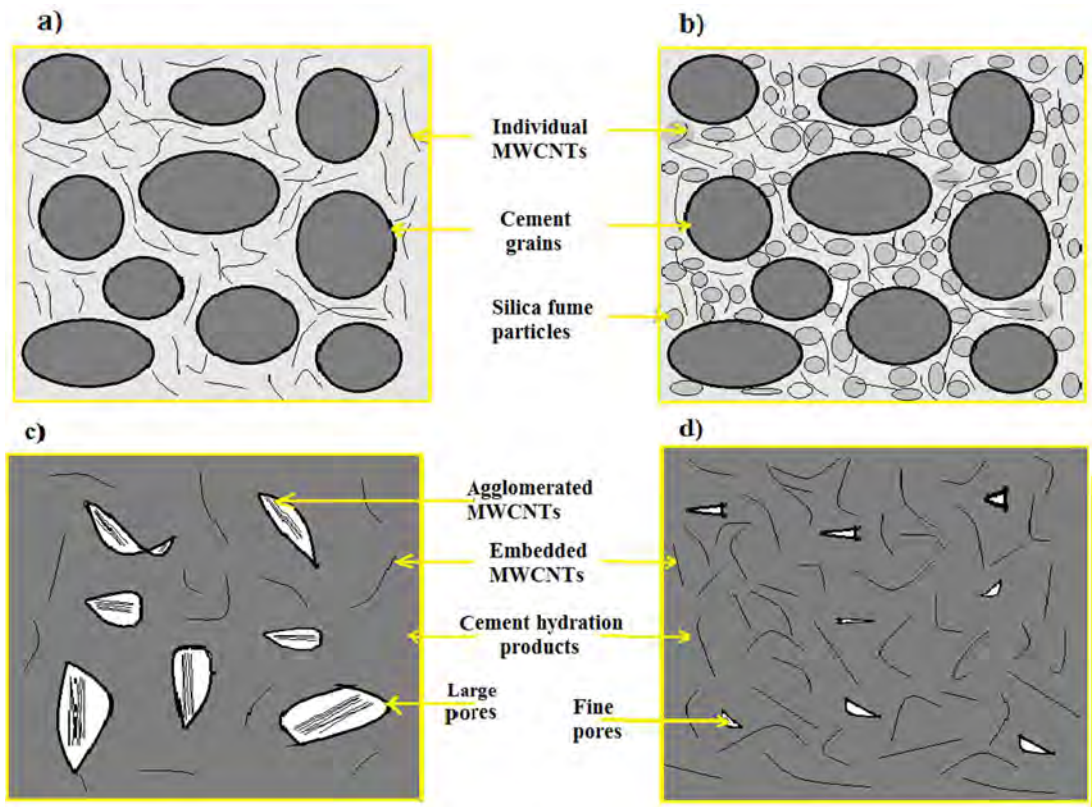 a)
b)
Individual
MWCNTs
Cement
grains
Silica fume
particles
c)
d)
Agglomerated
MWCNTs
Embedded
MWCNTs
Cement hydration
products
Large
pores
Fine
pores